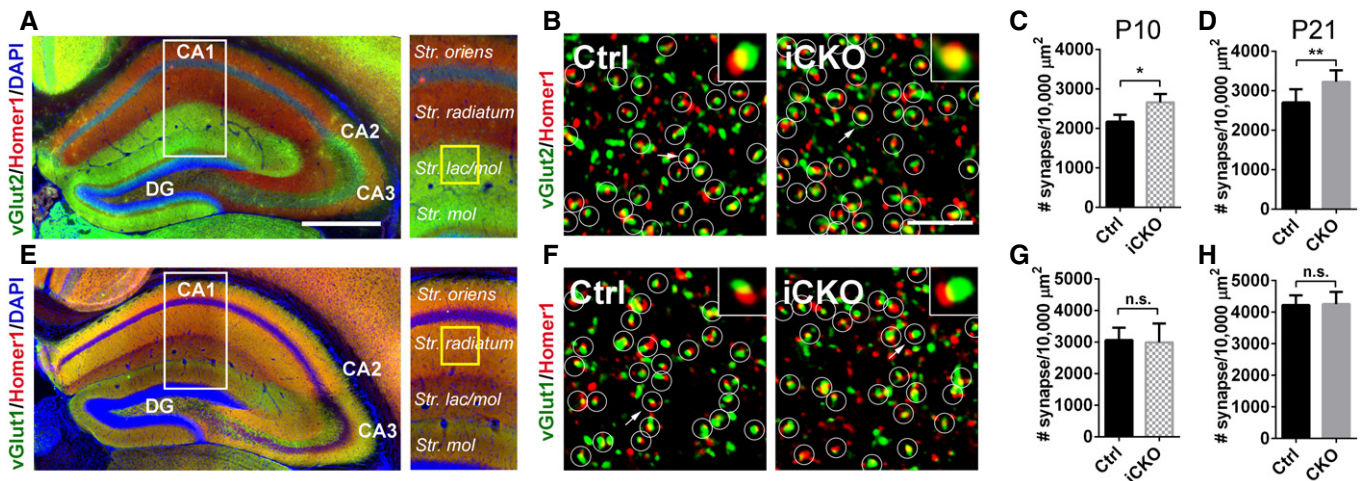 A
vGlut2/Homer1/DAPI
CA1
CA2
CA3
DG
Str. oriens
Str. radiatum
Str. lac/mol
Str. mol
B
vGlut2/Homer1
Ctrl
iCKO
C
P10
# synapse/10,000 μm²
4000
3000
2000
1000
0
*
Ctrl
iCKO
D
P21
# synapse/10,000 μm²
4000
3000
2000
1000
0
**
Ctrl
CKO
E
vGlut1/Homer1/DAPI
CA1
CA2
CA3
DG
Str. oriens
Str. radiatum
Str. lac/mol
Str. mol
F
vGlut1/Homer1
Ctrl
iCKO
G
# synapse/10,000 μm²
5000
4000
3000
2000
1000
0
n.s.
Ctrl
iCKO
H
# synapse/10,000 μm²
5000
4000
3000
2000
1000
0
n.s.
Ctrl
CKO